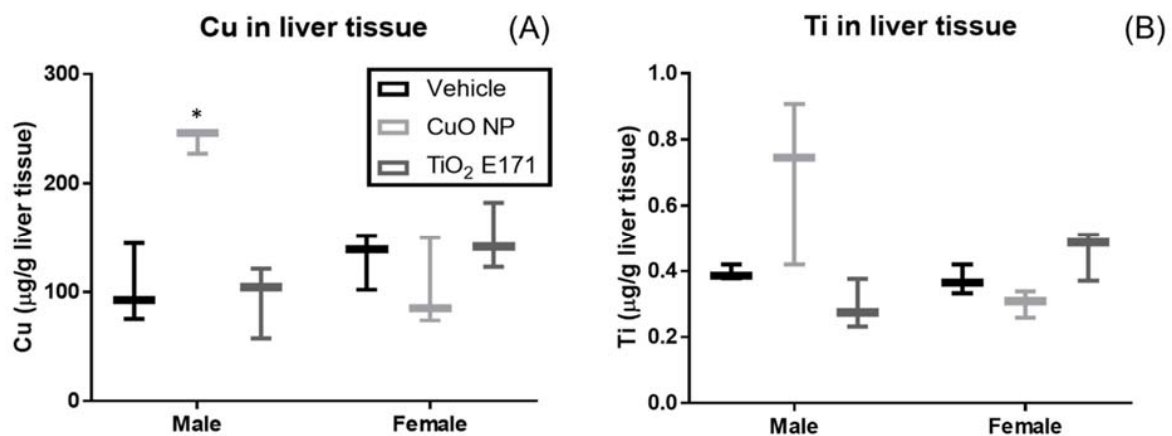 Cu in liver tissue (A)
300
200
100
0
Cu (μg/g liver tissue)
*
Vehicle
CuO NP
TiO₂ E171
Male Female
Ti in liver tissue (B)
1.0
0.8
0.6
0.4
0.2
0.0
Ti (μg/g liver tissue)
Male Female